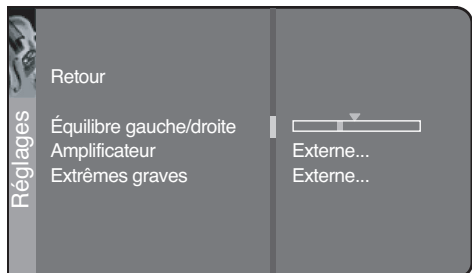 Réglages
Retour
Équilibre gauche/droite
Amplificateur Externe...
Extrêmes graves Externe...